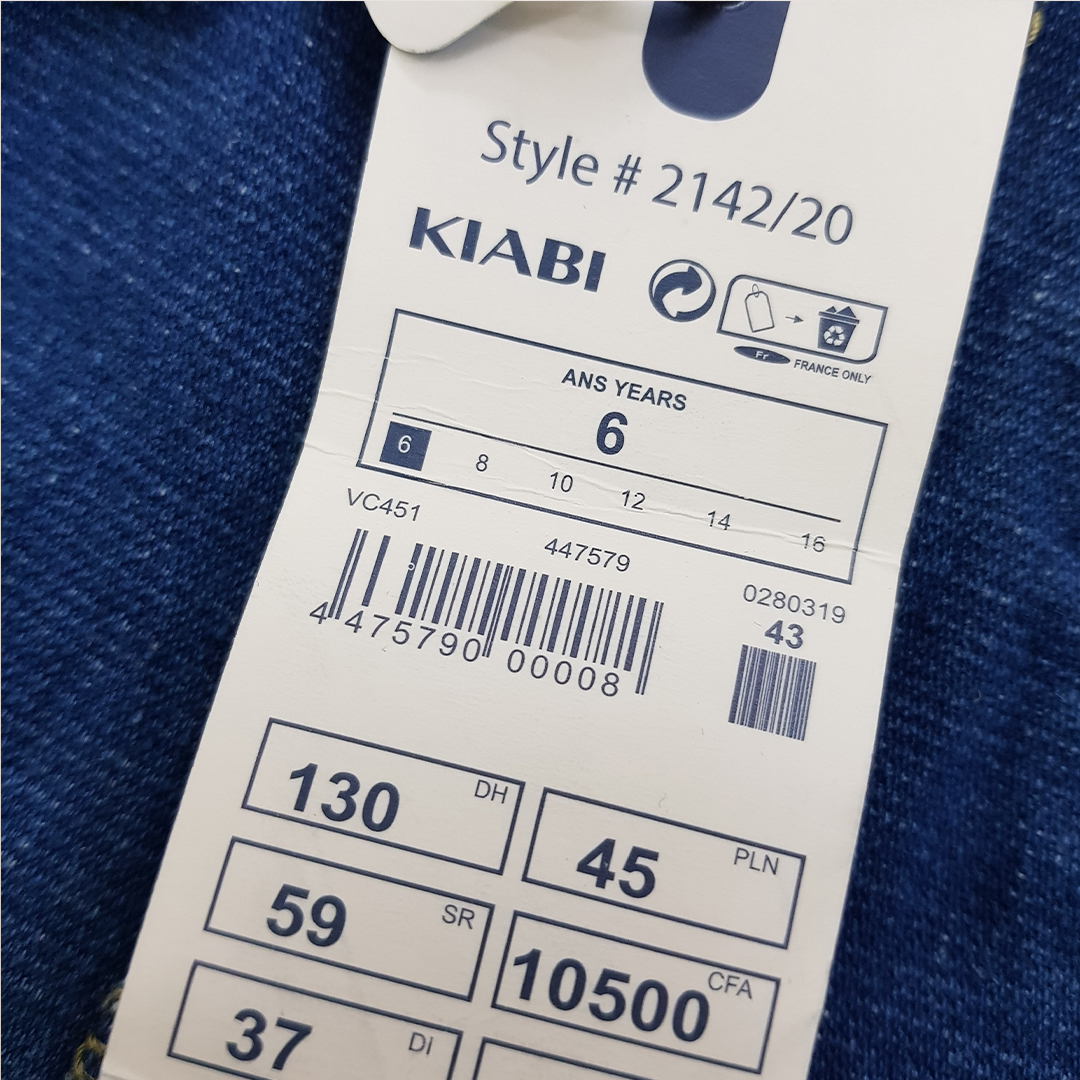 Style # 2142/20
KIABI
Fr FRANCE ONLY
ANS YEARS
6
6 8 10 12 14 16
VC451
447579
0280319
43
4 475790 00008
130 DH
45 PLN
59 SR
10500 CFA
37 DI